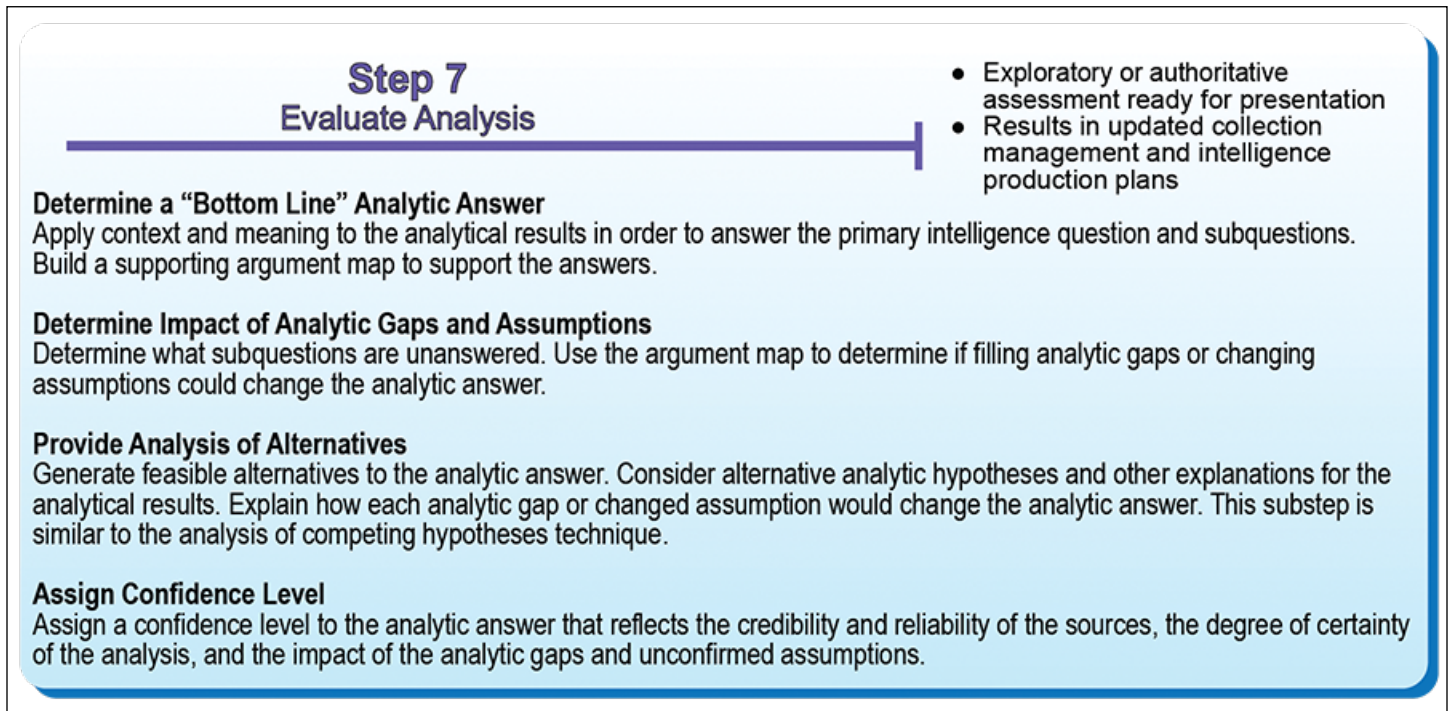 Step 7
Evaluate Analysis
● Exploratory or authoritative
assessment ready for presentation
● Results in updated collection
management and intelligence
production plans
Determine a “Bottom Line” Analytic Answer
Apply context and meaning to the analytical results in order to answer the primary intelligence question and subquestions.
Build a supporting argument map to support the answers.
Determine Impact of Analytic Gaps and Assumptions
Determine what subquestions are unanswered. Use the argument map to determine if filling analytic gaps or changing
assumptions could change the analytic answer.
Provide Analysis of Alternatives
Generate feasible alternatives to the analytic answer. Consider alternative analytic hypotheses and other explanations for the
analytical results. Explain how each analytic gap or changed assumption would change the analytic answer. This substep is
similar to the analysis of competing hypotheses technique.
Assign Confidence Level
Assign a confidence level to the analytic answer that reflects the credibility and reliability of the sources, the degree of certainty
of the analysis, and the impact of the analytic gaps and unconfirmed assumptions.